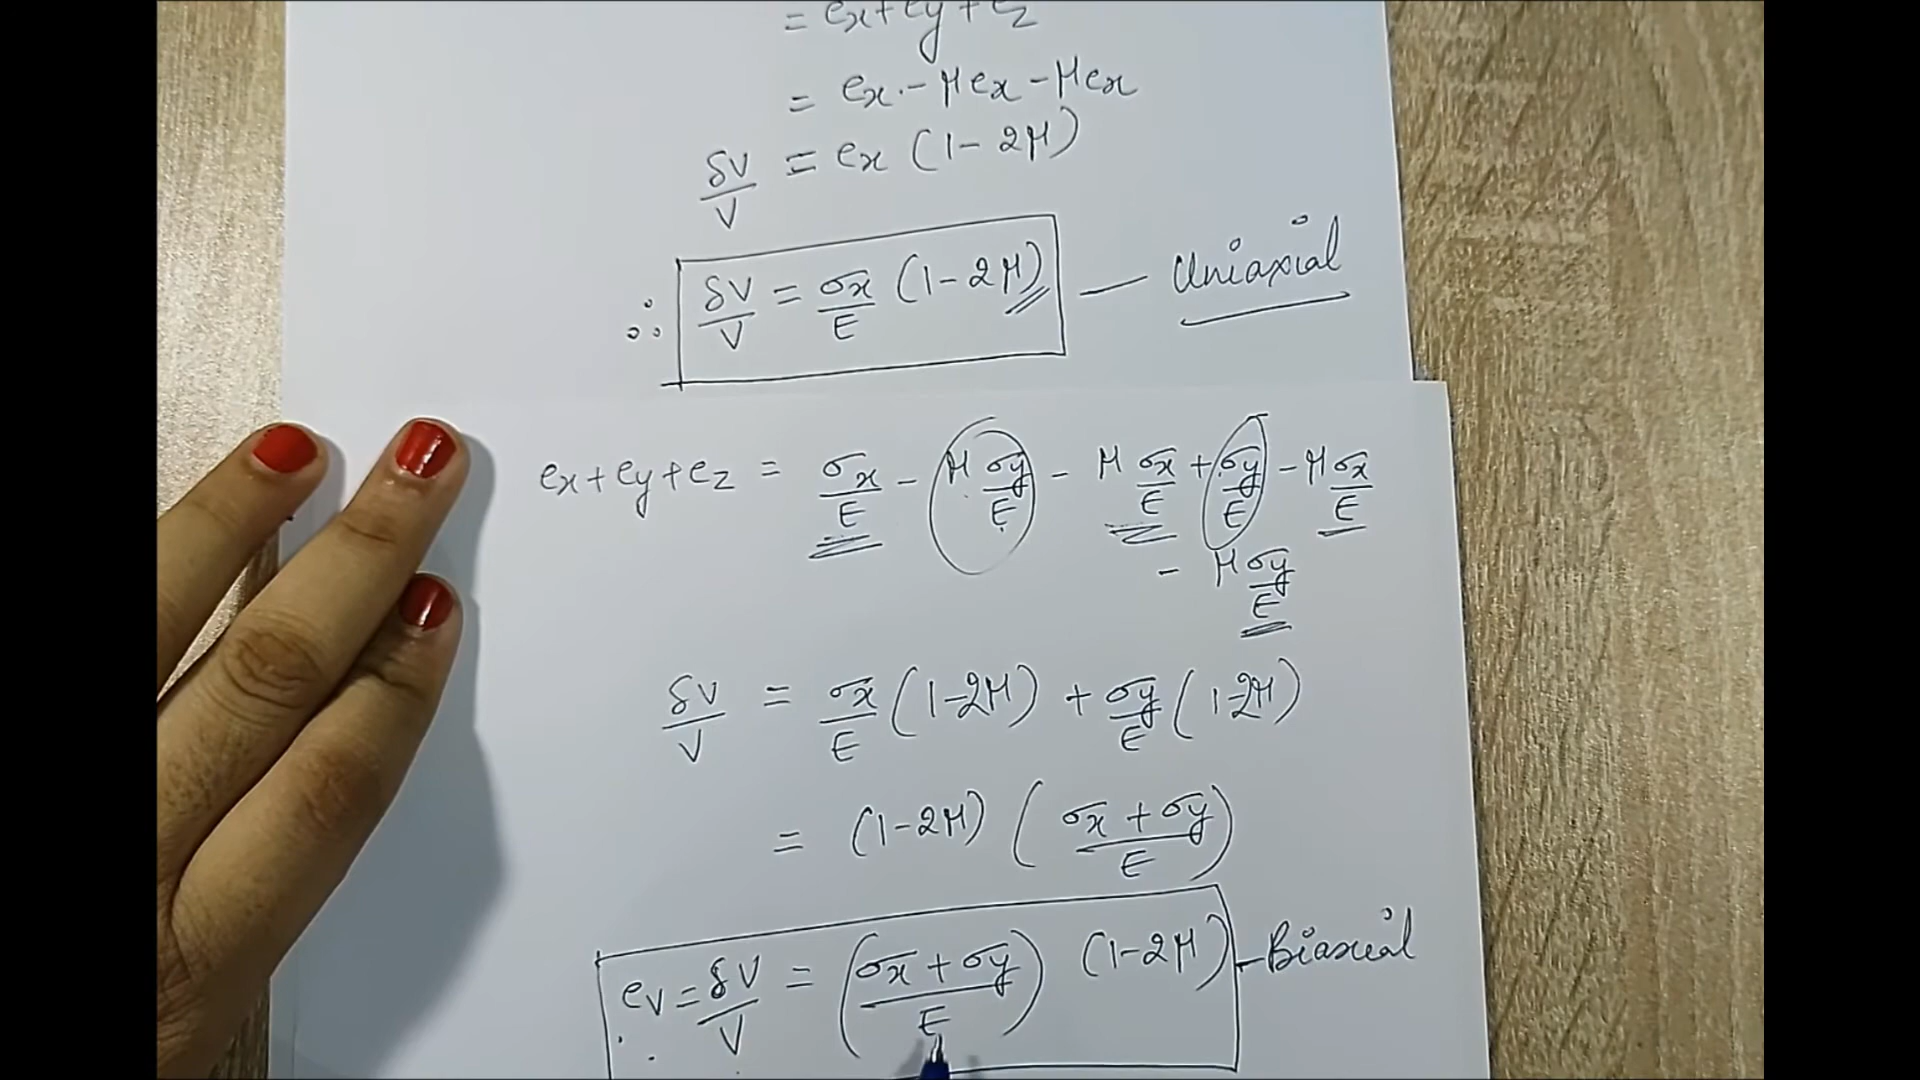 = ex + ey + ez
= ex - μex - μex
δV/V = ex (1-2μ)
∴ δV/V = σx/E (1-2μ) — Uniaxial
ex + ey + ez = σx/E - μ σy/E - μ σx/E + σy/E - μ σx/E
- μ σy/E
δV/V = σx/E (1-2μ) + σy/E (1-2μ)
= (1-2μ) ( (σx + σy)/E )
∴ eV = δV/V = ( (σx + σy)/E ) (1-2μ) - Biaxial